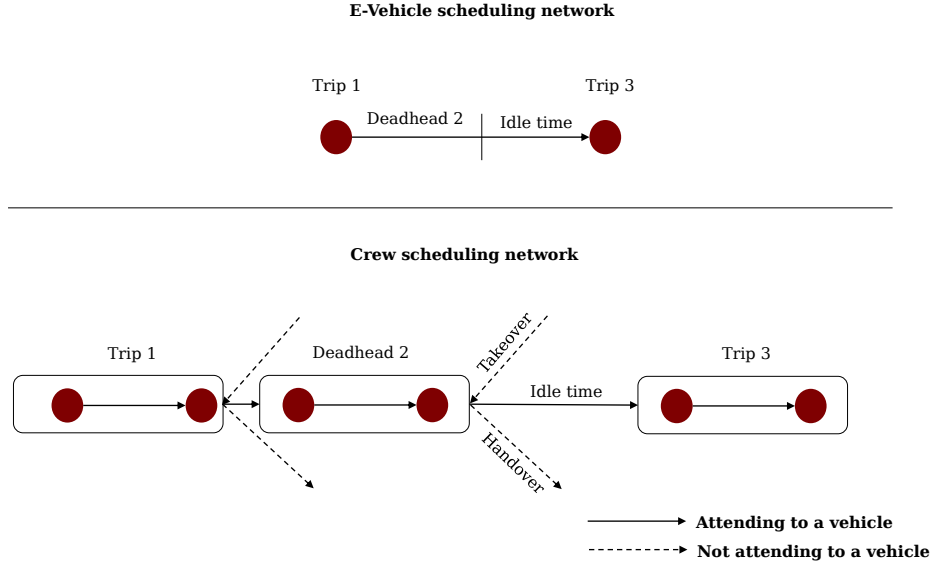 E-Vehicle scheduling network
Trip 1
Trip 3
Deadhead 2
Idle time
Crew scheduling network
Takeover
Trip 1
Deadhead 2
Trip 3
Idle time
Handover
Attending to a vehicle
Not attending to a vehicle